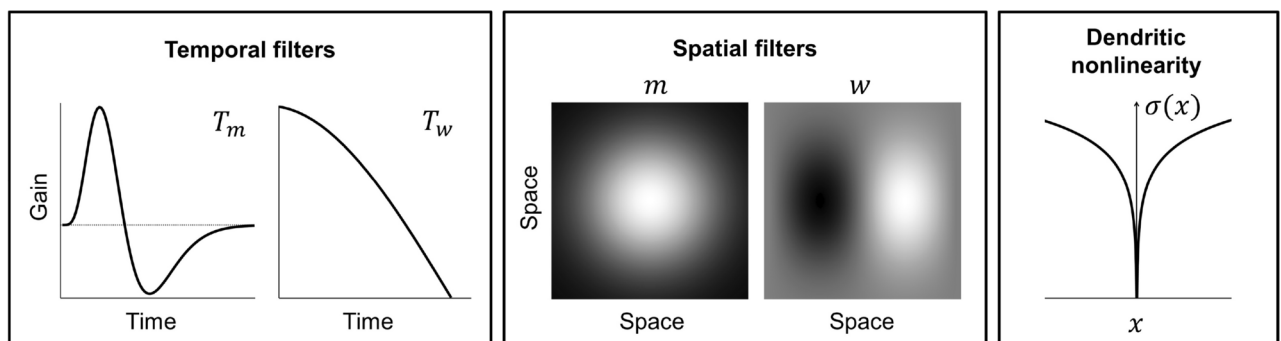 Temporal filters
Gain
T_m
T_w
Time
Time
Spatial filters
m
w
Space
Space
Space
Dendritic
nonlinearity
σ(x)
x